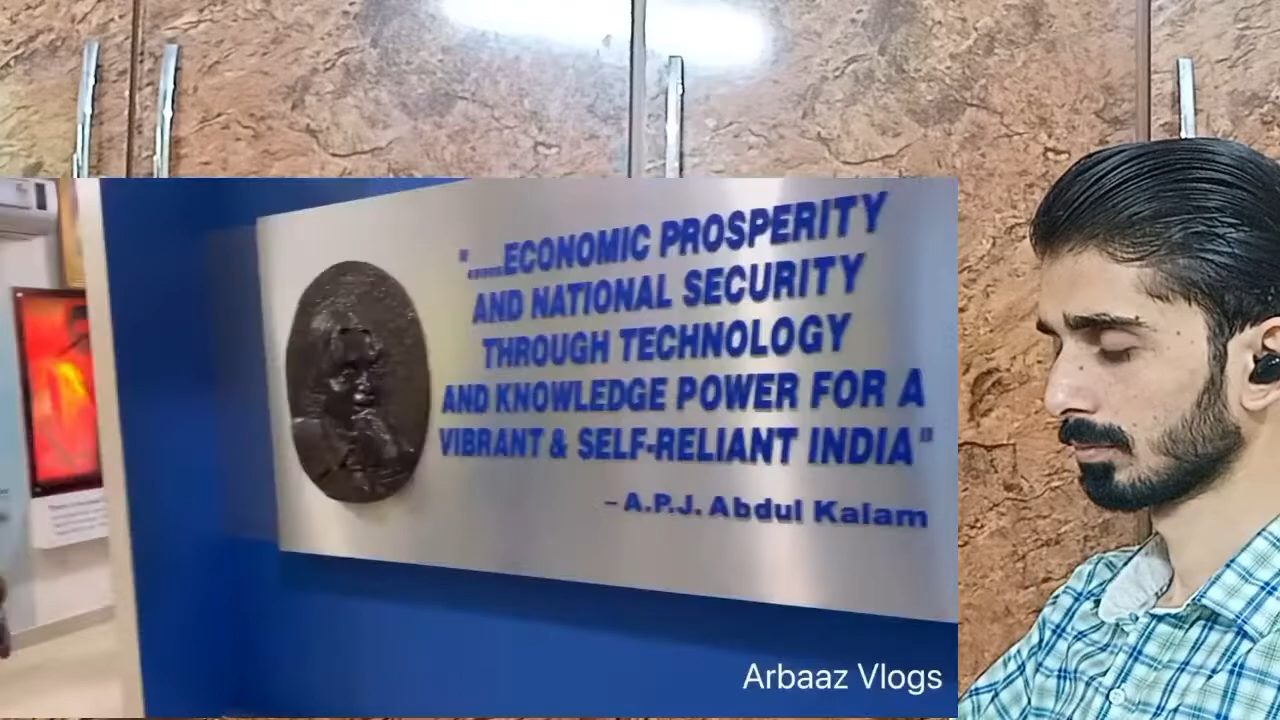 ".....ECONOMIC PROSPERITY
AND NATIONAL SECURITY
THROUGH TECHNOLOGY
AND KNOWLEDGE POWER FOR A
VIBRANT & SELF-RELIANT INDIA"
– A.P.J. Abdul Kalam
Arbaaz Vlogs